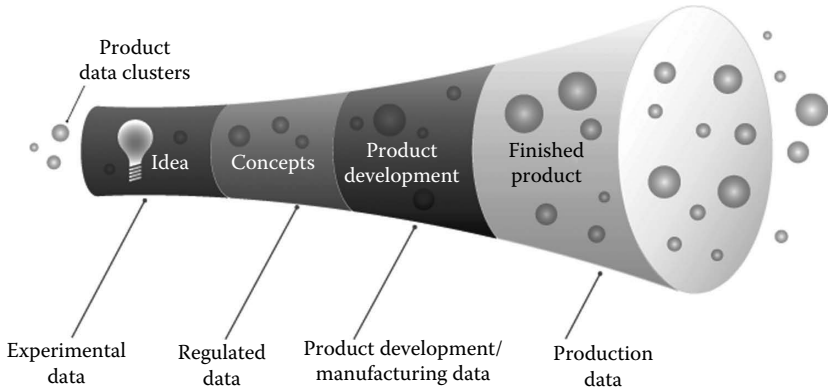 Product
data clusters
Idea
Concepts
Product
development
Finished
product
Experimental
data
Regulated
data
Product development/
manufacturing data
Production
data